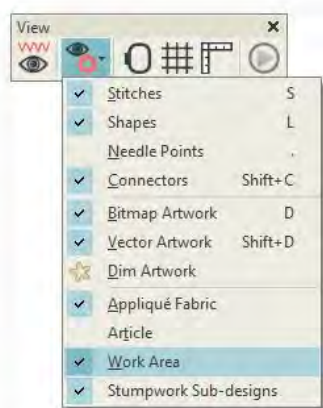 View
Stitches S
Shapes L
Needle Points .
Connectors Shift+C
Bitmap Artwork D
Vector Artwork Shift+D
Dim Artwork
Appliqué Fabric
Article
Work Area
Stumpwork Sub-designs